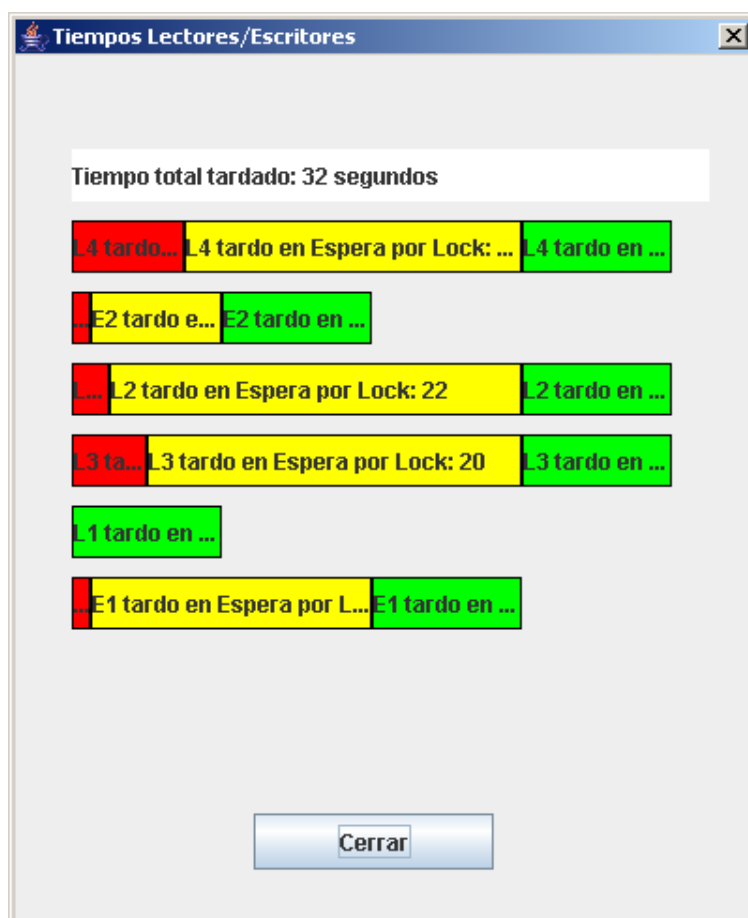 Tiempos Lectores/Escritores
Tiempo total tardado: 32 segundos
L4 tardo... L4 tardo en Espera por Lock: ... L4 tardo en ...
... E2 tardo e... E2 tardo en ...
L... L2 tardo en Espera por Lock: 22 L2 tardo en ...
L3 ta... L3 tardo en Espera por Lock: 20 L3 tardo en ...
L1 tardo en ...
... E1 tardo en Espera por L... E1 tardo en ...
Cerrar